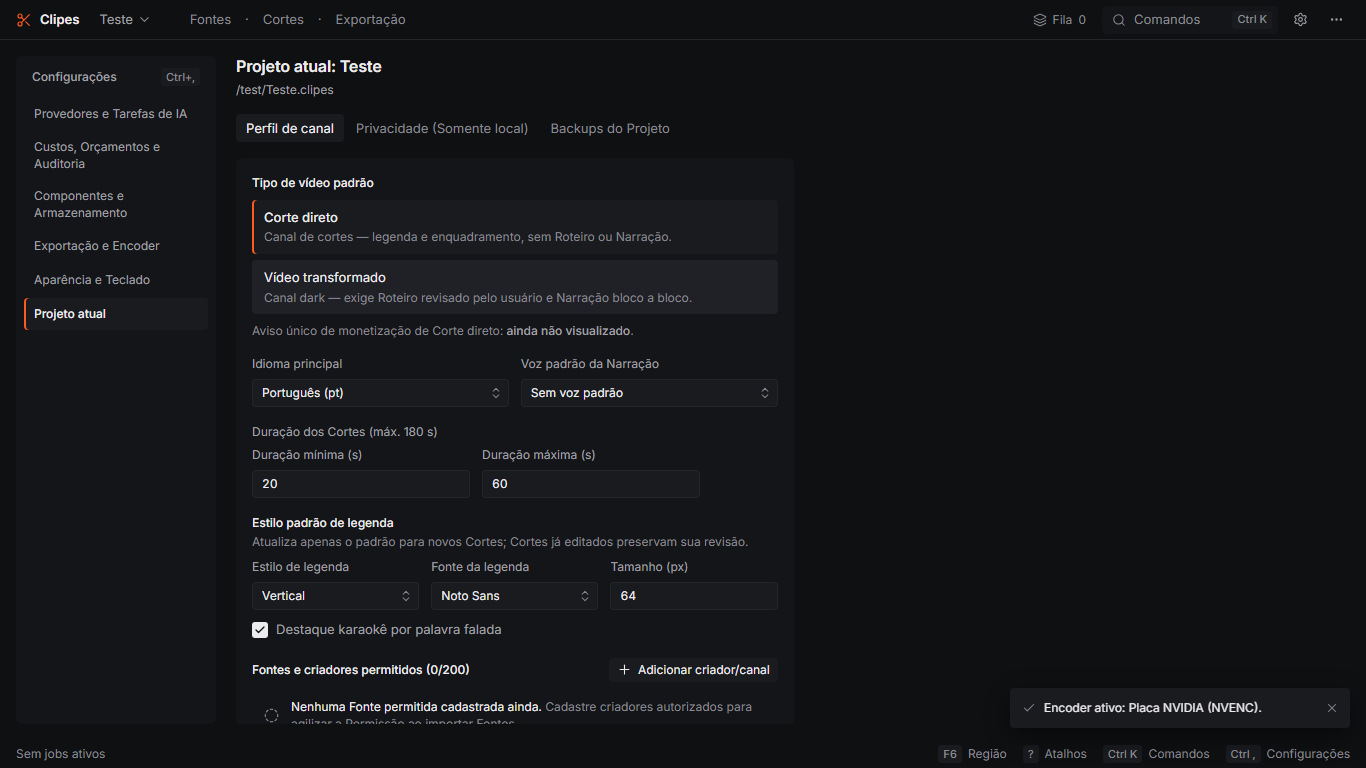 Clipes
Teste
Fontes · Cortes · Exportação
Fila 0
Comandos Ctrl K
Configurações Ctrl+,
Provedores e Tarefas de IA
Custos, Orçamentos e
Auditoria
Componentes e
Armazenamento
Exportação e Encoder
Aparência e Teclado
Projeto atual
Projeto atual: Teste
/test/Teste.clipes
Perfil de canal
Privacidade (Somente local)
Backups do Projeto
Tipo de vídeo padrão
Corte direto
Canal de cortes — legenda e enquadramento, sem Roteiro ou Narração.
Vídeo transformado
Canal dark — exige Roteiro revisado pelo usuário e Narração bloco a bloco.
Aviso único de monetização de Corte direto: ainda não visualizado.
Idioma principal
Português (pt)
Voz padrão da Narração
Sem voz padrão
Duração dos Cortes (máx. 180 s)
Duração mínima (s)
20
Duração máxima (s)
60
Estilo padrão de legenda
Atualiza apenas o padrão para novos Cortes; Cortes já editados preservam sua revisão.
Estilo de legenda
Vertical
Fonte da legenda
Noto Sans
Tamanho (px)
64
Destaque karaokê por palavra falada
Fontes e criadores permitidos (0/200)
Adicionar criador/canal
Nenhuma Fonte permitida cadastrada ainda. Cadastre criadores autorizados para
agilizar a Permissão ao importar Fontes.
Encoder ativo: Placa NVIDIA (NVENC).
Sem jobs ativos
F6 Região
? Atalhos
Ctrl K Comandos
Ctrl , Configurações